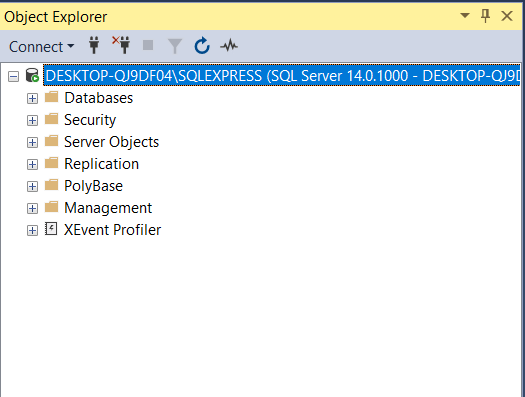 Object Explorer
Connect
DESKTOP-QJ9DF04\SQLEXPRESS (SQL Server 14.0.1000 - DESKTOP-QJ9D
Databases
Security
Server Objects
Replication
PolyBase
Management
XEvent Profiler